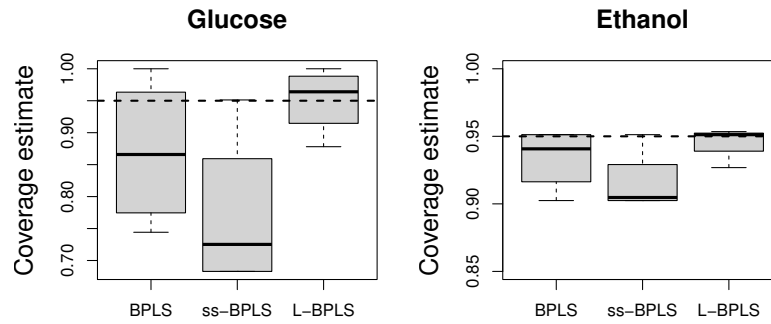 Glucose
Coverage estimate
1.00
0.90
0.80
0.70
BPLS
ss−BPLS
L−BPLS
Ethanol
Coverage estimate
1.00
0.95
0.90
0.85
BPLS
ss−BPLS
L−BPLS